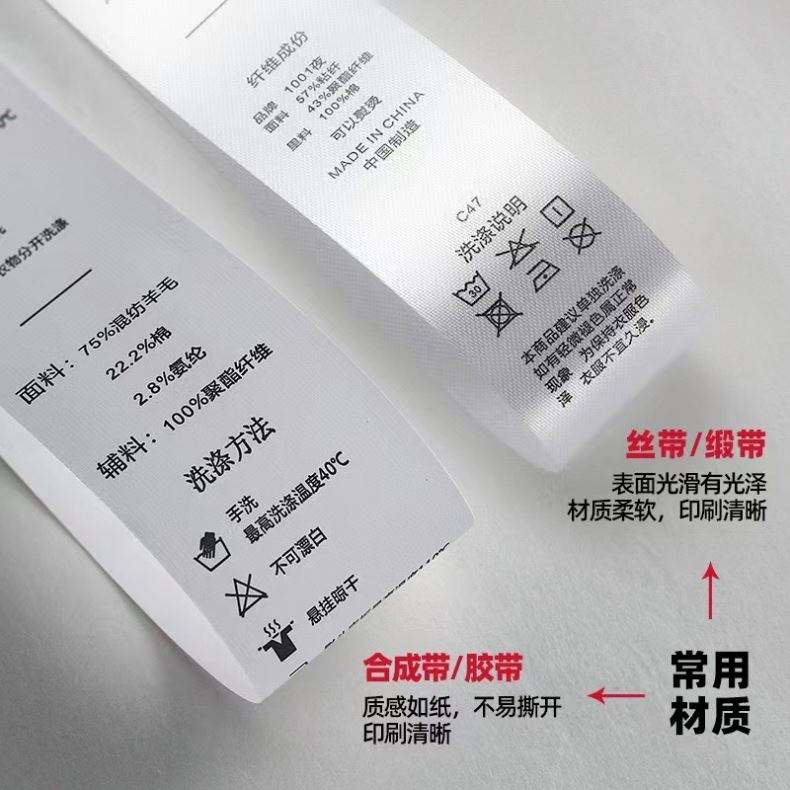 纤维成份
品牌 1001夜
面料 57%粘纤
43%聚酯纤维
里料 100%棉
可以熨烫
MADE IN CHINA
中国制造
C47
洗涤说明
30
本商品建议单独洗涤
如有轻微褪色属正常
现象 为保持衣服色
泽 衣服不宜久浸。
衣物分开洗涤
面料：75%混纺羊毛
22.2%棉
2.8%氨纶
辅料：100%聚酯纤维
洗涤方法
手洗
最高洗涤温度40℃
不可漂白
悬挂晾干
丝带/缎带
表面光滑有光泽
材质柔软，印刷清晰
合成带/胶带
质感如纸，不易撕开
印刷清晰
常用
材质